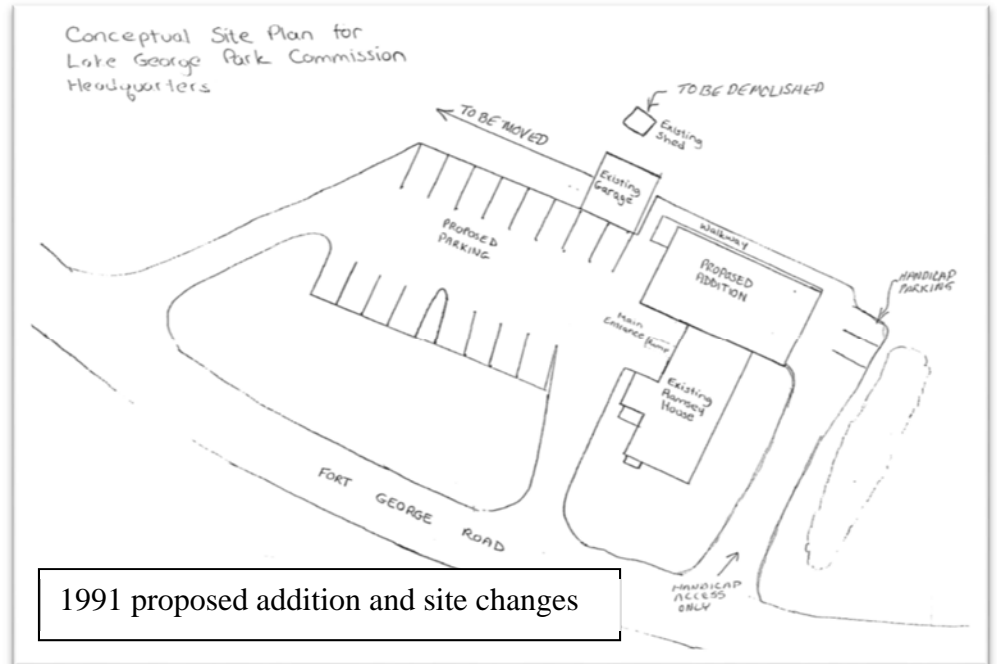 Conceptual Site Plan for
Lake George Park Commission
Headquarters
TO BE DEMOLISHED
TO BE MOVED
Existing
Shed
Existing
Garage
Walkway
PROPOSED
PARKING
PROPOSED
ADDITION
HANDICAP
PARKING
Main
Entrance
Ramp
Existing
Ramsey
House
FORT GEORGE ROAD
HANDICAP
ACCESS
ONLY
1991 proposed addition and site changes